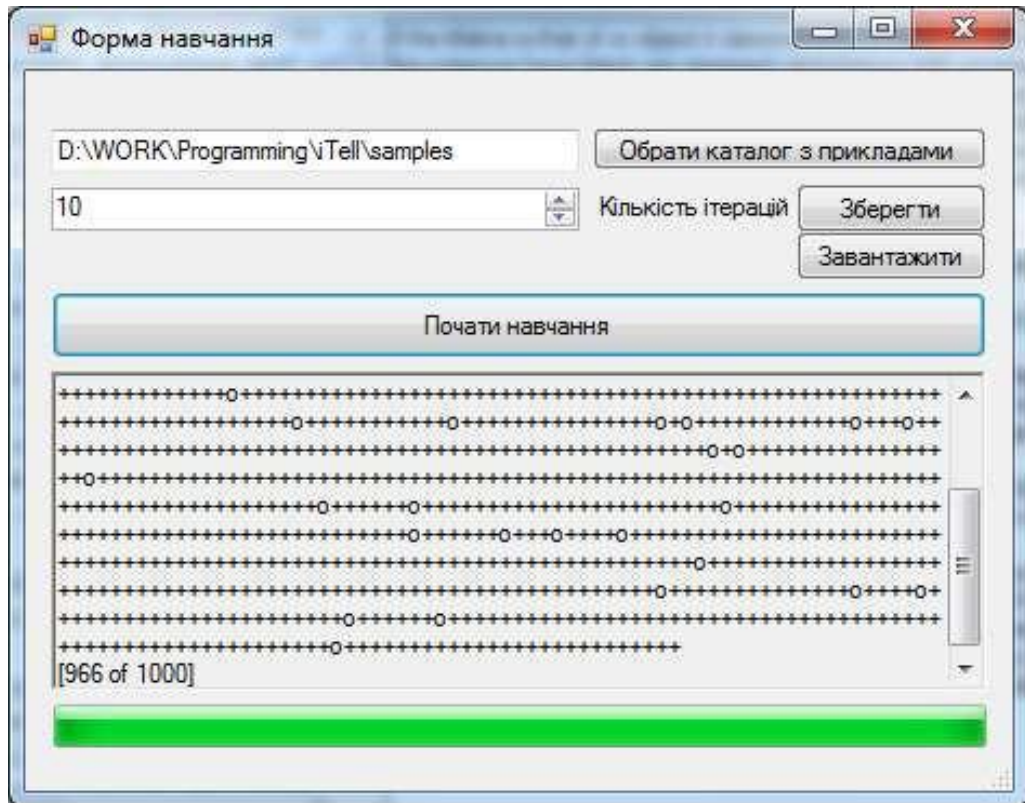 Форма навчання
D:\WORK\Programming\iTell\samples
Обрати каталог з прикладами
10
Кількість ітерацій
Зберегти
Завантажити
Почати навчання
[966 of 1000]